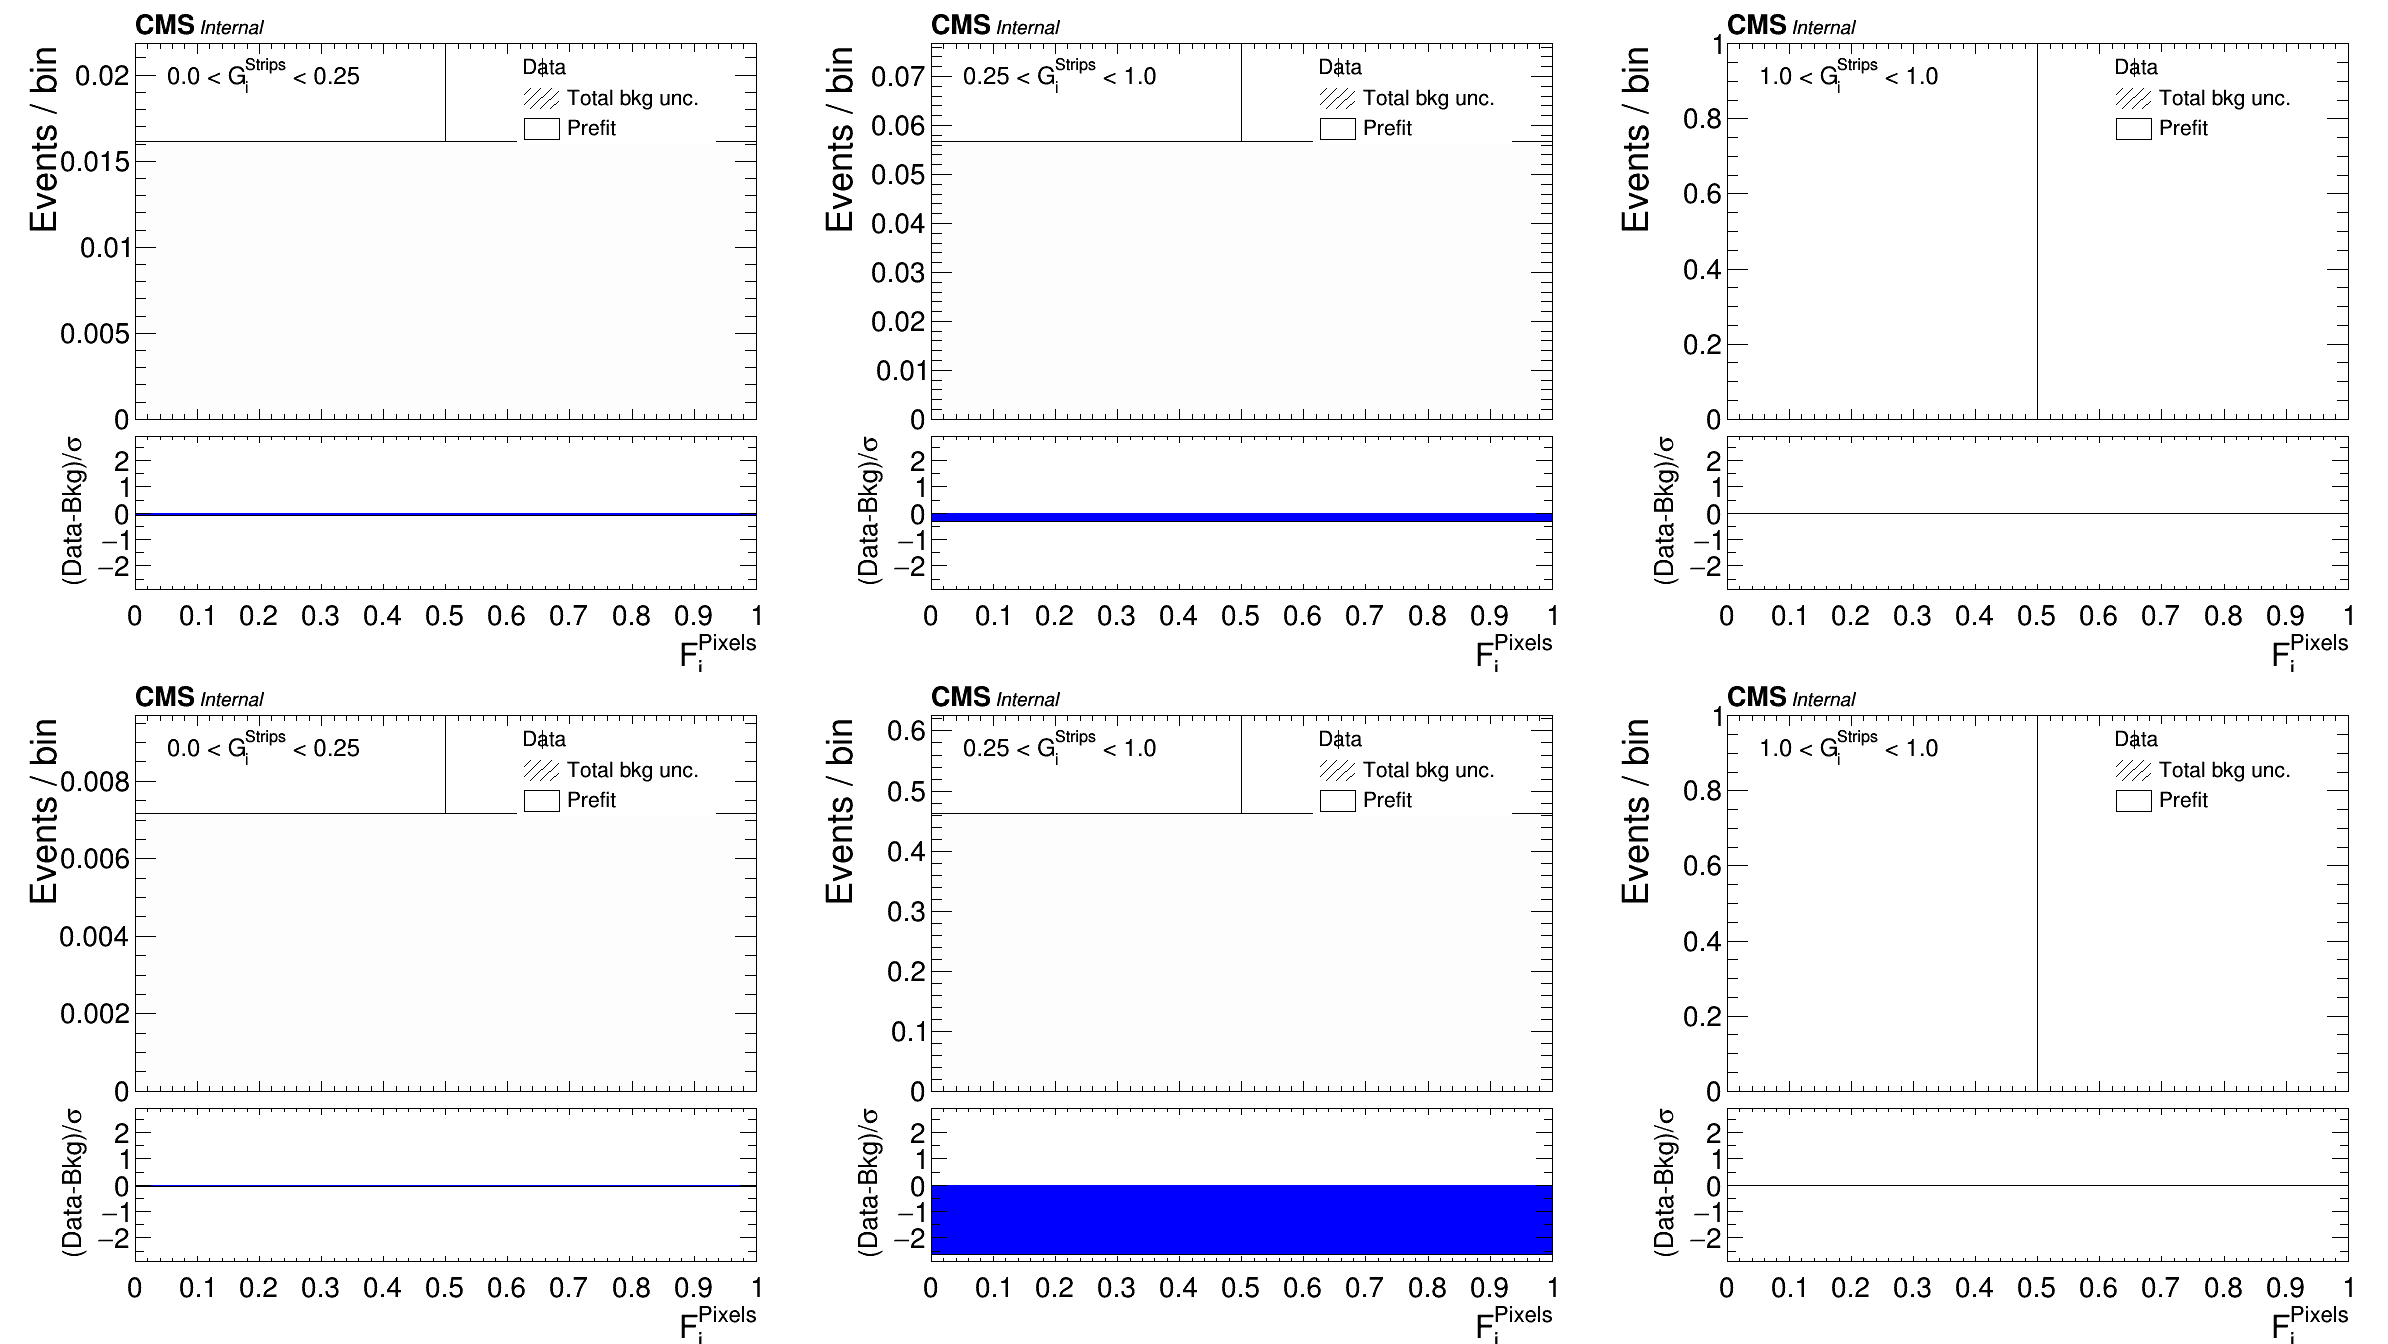 CMS Internal
Events / bin
0.0 < G_i^Strips < 0.25
Data
Total bkg unc.
Prefit
0.02
0.015
0.01
0.005
0
(Data-Bkg)/σ
2
1
0
−1
−2
0 0.1 0.2 0.3 0.4 0.5 0.6 0.7 0.8 0.9 1
F_i^Pixels
CMS Internal
Events / bin
0.25 < G_i^Strips < 1.0
Data
Total bkg unc.
Prefit
0.07
0.06
0.05
0.04
0.03
0.02
0.01
0
(Data-Bkg)/σ
2
1
0
−1
−2
0 0.1 0.2 0.3 0.4 0.5 0.6 0.7 0.8 0.9 1
F_i^Pixels
CMS Internal
Events / bin
1.0 < G_i^Strips < 1.0
Data
Total bkg unc.
Prefit
1
0.8
0.6
0.4
0.2
0
(Data-Bkg)/σ
2
1
0
−1
−2
0 0.1 0.2 0.3 0.4 0.5 0.6 0.7 0.8 0.9 1
F_i^Pixels
CMS Internal
Events / bin
0.0 < G_i^Strips < 0.25
Data
Total bkg unc.
Prefit
0.008
0.006
0.004
0.002
0
(Data-Bkg)/σ
2
1
0
−1
−2
0 0.1 0.2 0.3 0.4 0.5 0.6 0.7 0.8 0.9 1
F_i^Pixels
CMS Internal
Events / bin
0.25 < G_i^Strips < 1.0
Data
Total bkg unc.
Prefit
0.6
0.5
0.4
0.3
0.2
0.1
0
(Data-Bkg)/σ
2
1
0
−1
−2
0 0.1 0.2 0.3 0.4 0.5 0.6 0.7 0.8 0.9 1
F_i^Pixels
CMS Internal
Events / bin
1.0 < G_i^Strips < 1.0
Data
Total bkg unc.
Prefit
1
0.8
0.6
0.4
0.2
0
(Data-Bkg)/σ
2
1
0
−1
−2
0 0.1 0.2 0.3 0.4 0.5 0.6 0.7 0.8 0.9 1
F_i^Pixels